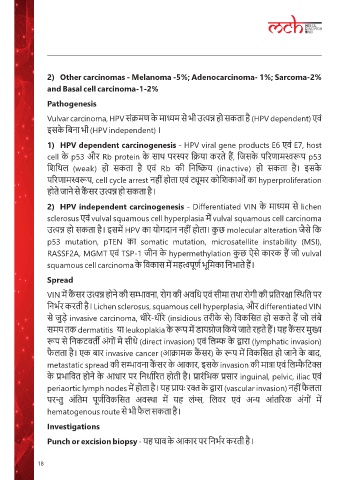 mch
2) Other carcinomas - Melanoma -5%; Adenocarcinoma- 1%; Sarcoma-2%
and Basal cell carcinoma-1-2%
Pathogenesis
Vulvar carcinoma, HPV संक्रमण के माध्यम से भी उत्पन्न हो सकता है (HPV dependent) एवं
इसके बिना भी (HPV independent) ।
1) HPV dependent carcinogenesis - HPV viral gene products E6 एवं E7, host
cell के p53 और Rb protein के साथ परस्पर क्रिया करते हैं, जिसके परिणामस्वरूप p53
शिथिल (weak) हो सकता है एवं Rb की निष्क्रिय (inactive) हो सकता है। इसके
परिणामस्वरूप, cell cycle arrest नहीं होता एवं ट्यूमर कोशिकाओं का hyperproliferation
होते जाने से कैंसर उत्पन्न हो सकता है।
2) HPV independent carcinogenesis - Differentiated VIN के माध्यम से lichen
sclerosus एवं vulval squamous cell hyperplasia में vulval squamous cell carcinoma
उत्पन्न हो सकता है। इसमें HPV का योगदान नहीं होता। कुछ molecular alteration जैसे कि
p53 mutation, pTEN का somatic mutation, microsatellite instability (MSI),
RASSF2A, MGMT एवं TSP-1 जीन के hypermethylation कुछ ऐसे कारक हैं जो vulval
squamous cell carcinoma के विकास में महत्वपूर्ण भूमिका निभाते हैं।
Spread
VIN में कैंसर उत्पन्न होने की सम्भावना, रोग की अवधि एवं सीमा तथा रोगी की प्रतिरक्षा स्थिति पर
निर्भर करती है। Lichen sclerosus, squamous cell hyperplasia, और differentiated VIN
से जुड़े invasive carcinoma, धीरे-धीरे (insidious तरीके से) विकसित हो सकते हैं जो लंबे
समय तक dermatitis या leukoplakia के रूप में डायग्नोज किये जाते रहते हैं। यह कैंसर मुख्य
रूप से निकटवर्ती अंगों में सीधे (direct invasion) एवं लिम्फ के द्वारा (lymphatic invasion)
फैलता है। एक बार invasive cancer (आक्रामक कैंसर) के रूप में विकसित हो जाने के बाद,
metastatic spread की सम्भावना कैंसर के आकार, इसके invasion की मात्रा एवं लिम्फैटिक्स
के प्रभावित होने के आधार पर निर्धारित होती है। प्रारंभिक प्रसार inguinal, pelvic, iliac एवं
periaortic lymph nodes में होता है। यह प्रायः रक्त के द्वारा (vascular invasion) नहीं फैलता
परन्तु अंतिम पूर्णविकसित अवस्था में यह लंग्स, लिवर एवं अन्य आंतरिक अंगों में
hematogenous route से भी फैल सकता है।
Investigations
Punch or excision biopsy - यह घाव के आकार पर निर्भर करती है।
18